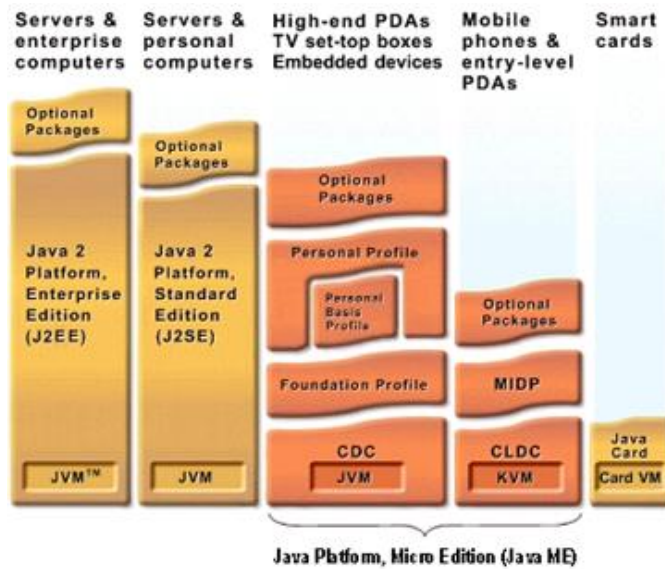 Servers &
enterprise
computers
Servers &
personal
computers
High-end PDAs
TV set-top boxes
Embedded devices
Mobile
phones &
entry-level
PDAs
Smart
cards
Optional
Packages
Java 2
Platform,
Enterprise
Edition
(J2EE)
JVM™
Optional
Packages
Java 2
Platform,
Standard
Edition
(J2SE)
JVM
Optional
Packages
Personal Profile
Personal
Basis
Profile
Foundation Profile
CDC
JVM
Optional
Packages
MIDP
CLDC
KVM
Java
Card
Card VM
Java Platform, Micro Edition (Java ME)